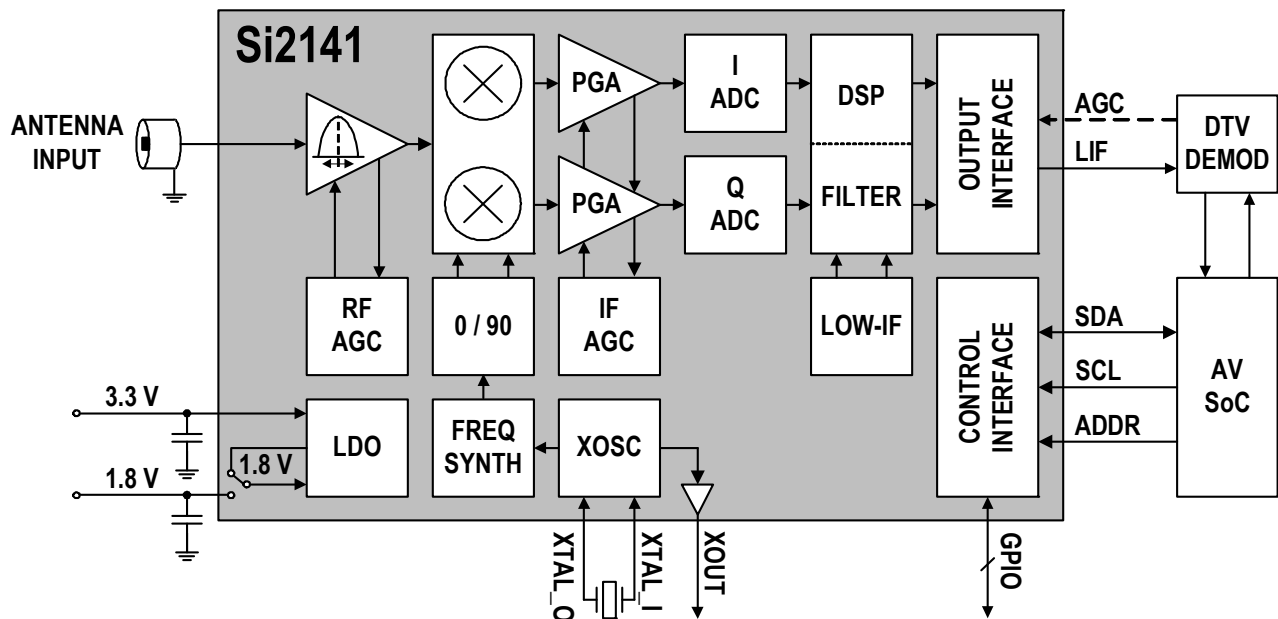 Si2141
ANTENNA
INPUT
PGA
PGA
I
ADC
Q
ADC
DSP
FILTER
OUTPUT
INTERFACE
AGC
LIF
DTV
DEMOD
RF
AGC
0 / 90
IF
AGC
LOW-IF
CONTROL
INTERFACE
SDA
SCL
ADDR
AV
SoC
3.3 V
1.8 V
1.8 V
LDO
FREQ
SYNTH
XOSC
XTAL_O
XTAL_I
XOUT
GPIO